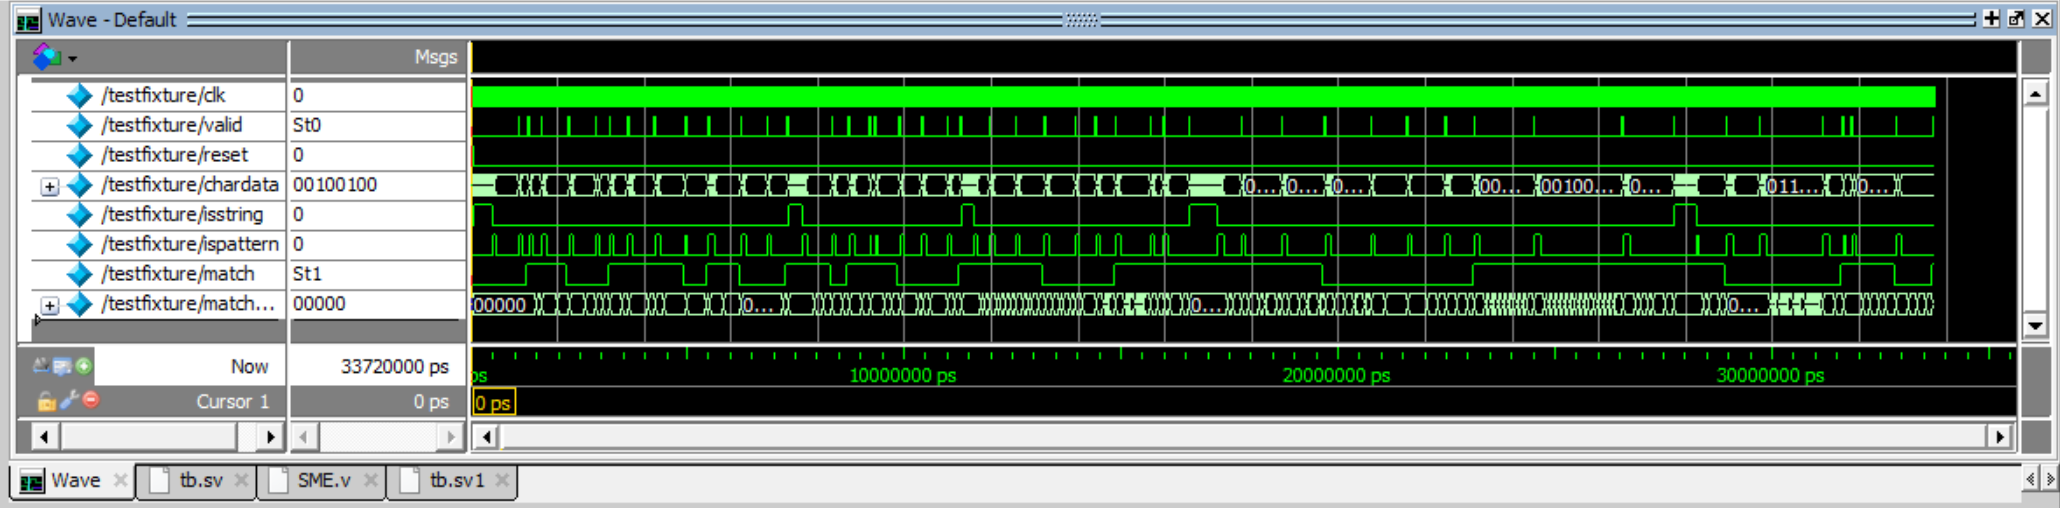 Wave - Default
Msgs
/testfixture/clk 0
/testfixture/valid St0
/testfixture/reset 0
/testfixture/chardata 00100100 0... 0... 0... 00... 00100... 0... 011... 0...
/testfixture/isstring 0
/testfixture/ispattern 0
/testfixture/match St1
/testfixture/match... 00000 00000 0... 0... 0...
Now 33720000 ps ps 10000000 ps 20000000 ps 30000000 ps
Cursor 1 0 ps 0 ps
Wave tb.sv SME.v tb.sv1